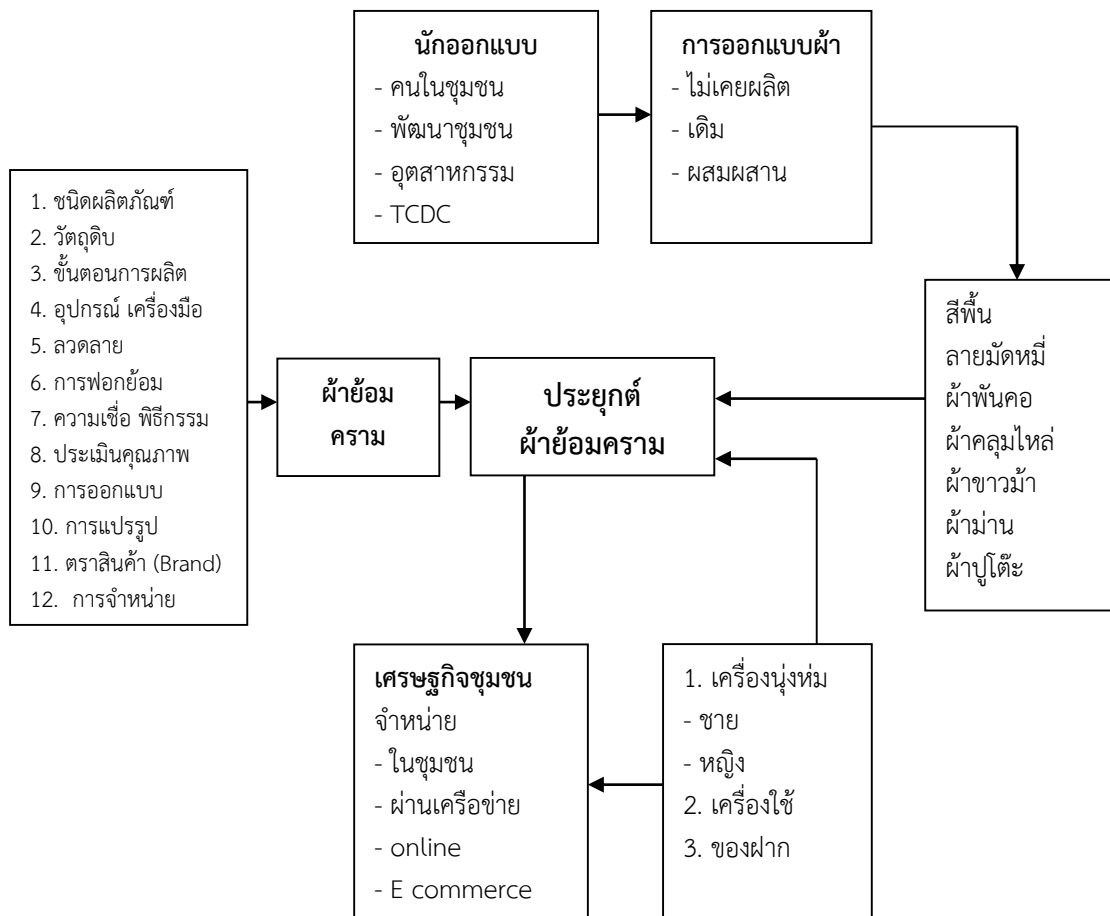 นักออกแบบ
- คนในชุมชน
- พัฒนาชุมชน
- อุตสาหกรรม
- TCDC
การออกแบบผ้า
- ไม่เคยผลิต
- เดิม
- ผสมผสาน
1. ชนิดผลิตภัณฑ์
2. วัตถุดิบ
3. ขั้นตอนการผลิต
4. อุปกรณ์ เครื่องมือ
5. ลวดลาย
6. การฟอกย้อม
7. ความเชื่อ พิธีกรรม
8. ประเมินคุณภาพ
9. การออกแบบ
10. การแปรรูป
11. ตราสินค้า (Brand)
12. การจำหน่าย
ผ้าย้อม
คราม
ประยุกต์
ผ้าย้อมคราม
สีพื้น
ลายมัดหมี่
ผ้าพันคอ
ผ้าคลุมไหล่
ผ้าขาวม้า
ผ้าม่าน
ผ้าปูโต๊ะ
เศรษฐกิจชุมชน
จำหน่าย
- ในชุมชน
- ผ่านเครือข่าย
- online
- E commerce
1. เครื่องนุ่งห่ม
- ชาย
- หญิง
2. เครื่องใช้
3. ของฝาก